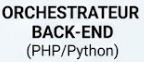 ORCHESTRATEUR
BACK-END
(PHP/Python)